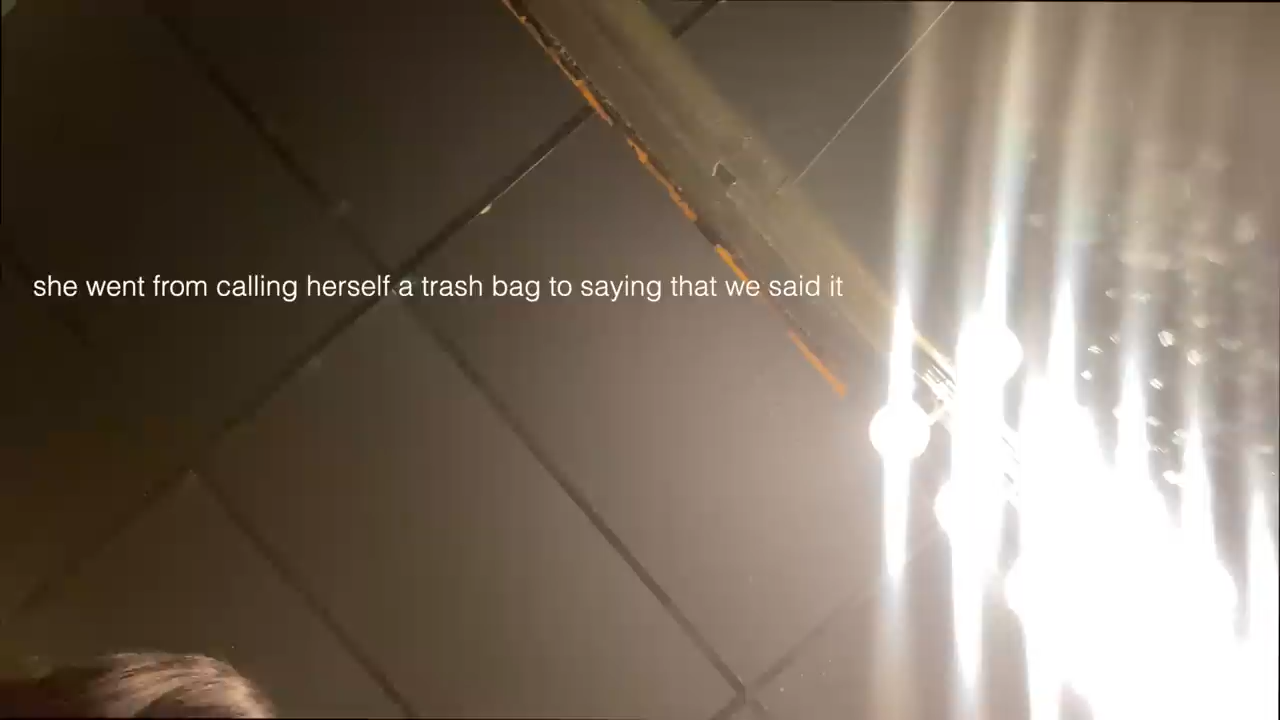 she went from calling herself a trash bag to saying that we said it